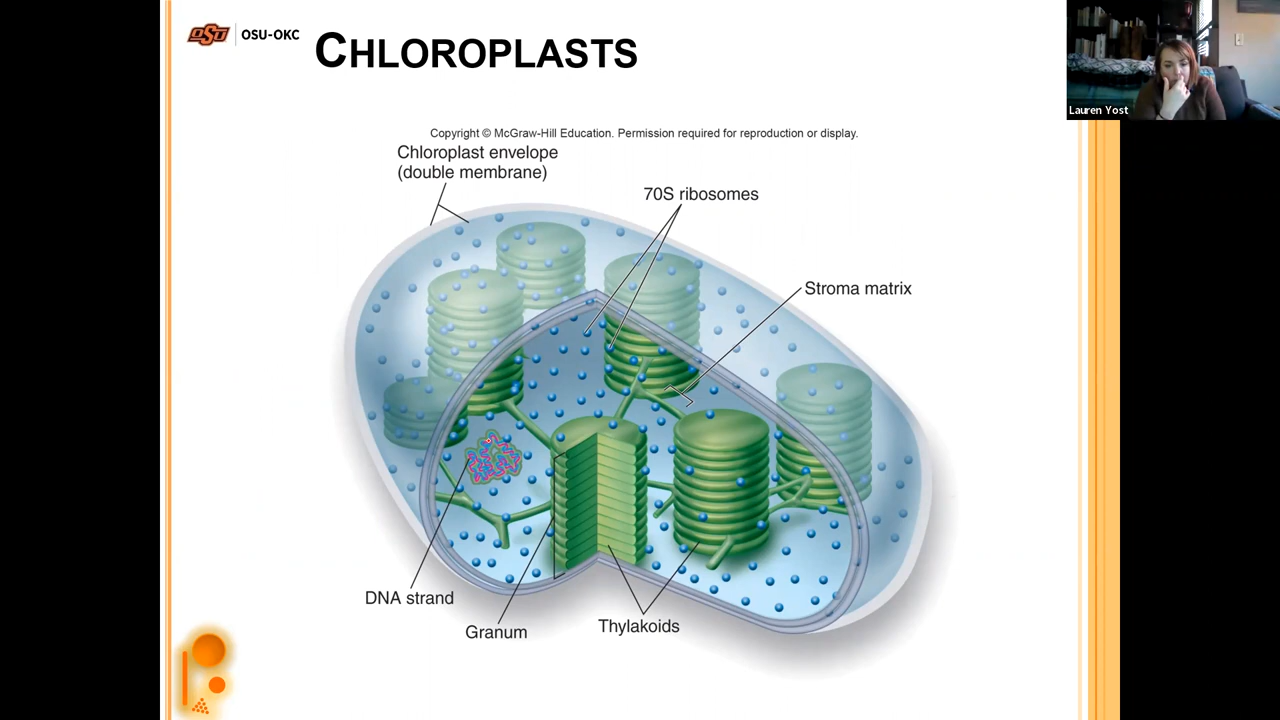 OSU OSU-OKC
CHLOROPLASTS
Lauren Yost
Copyright © McGraw-Hill Education. Permission required for reproduction or display.
Chloroplast envelope
(double membrane)
70S ribosomes
Stroma matrix
DNA strand
Granum
Thylakoids